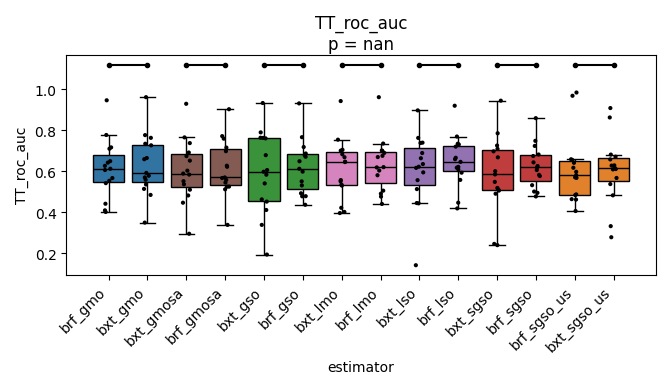 TT_roc_auc
p = nan
TT_roc_auc
1.0
0.8
0.6
0.4
0.2
brf_gmo
bxt_gmo
bxt_gmosa
brf_gmosa
bxt_gso
brf_gso
bxt_lmo
brf_lmo
bxt_lso
brf_lso
bxt_sgso
brf_sgso
brf_sgso_us
bxt_sgso_us
estimator